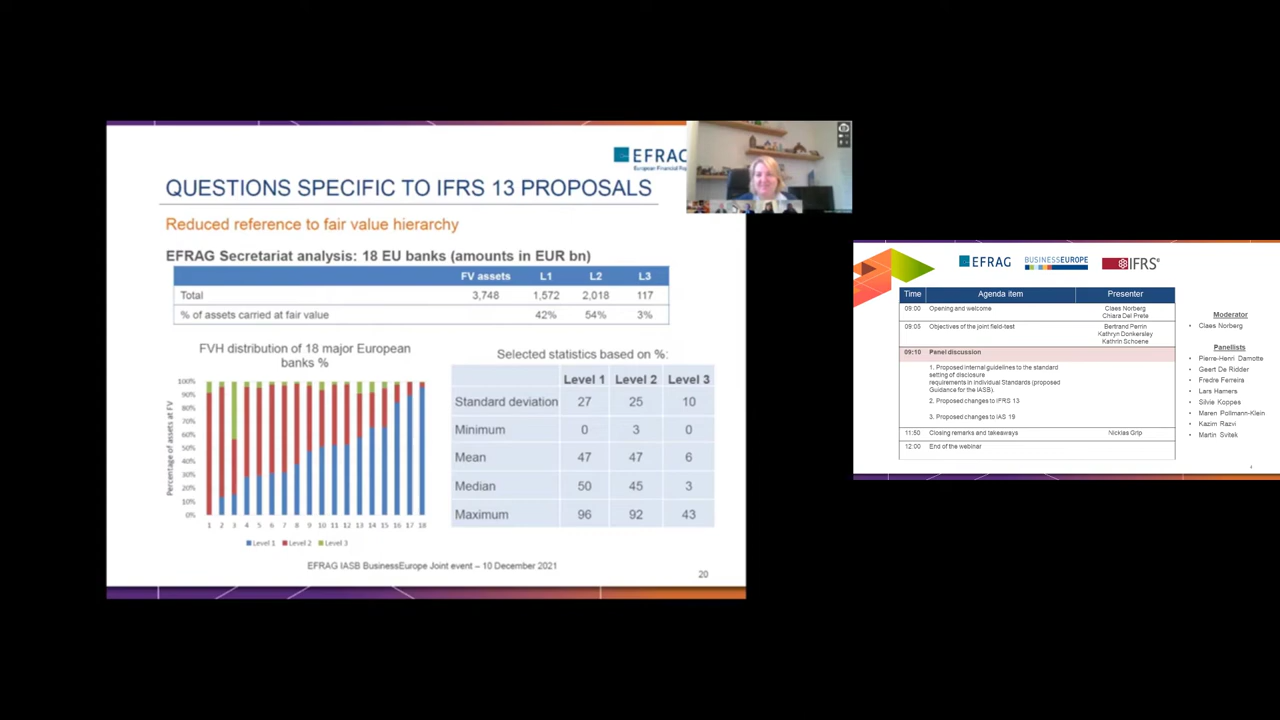 EFRAG
European Financial Rep
QUESTIONS SPECIFIC TO IFRS 13 PROPOSALS
Reduced reference to fair value hierarchy
EFRAG Secretariat analysis: 18 EU banks (amounts in EUR bn)
FV assets L1 L2 L3
Total 3,748 1,572 2,018 117
% of assets carried at fair value 42% 54% 3%
FVH distribution of 18 major European
banks %
Percentage of assets at FV
100%
90%
80%
70%
60%
50%
40%
30%
20%
10%
0%
1 2 3 4 5 6 7 8 9 10 11 12 13 14 15 16 17 18
Level 1 Level 2 Level 3
Selected statistics based on %:
Level 1 Level 2 Level 3
Standard deviation 27 25 10
Minimum 0 3 0
Mean 47 47 6
Median 50 45 3
Maximum 96 92 43
EFRAG IASB BusinessEurope Joint event – 10 December 2021
20
EFRAG BUSINESSEUROPE IFRS®
Time Agenda item Presenter
09:00 Opening and welcome Claes Norberg
Chiara Del Prete
09:05 Objectives of the joint field-test Bertrand Perrin
Kathryn Donkersley
Kathrin Schoene
09:10 Panel discussion
1. Proposed internal guidelines to the standard
setting of disclosure
requirements in individual Standards (proposed
Guidance for the IASB).
2. Proposed changes to IFRS 13
3. Proposed changes to IAS 19
11:50 Closing remarks and takeaways Nicklas Grip
12:00 End of the webinar
Moderator
• Claes Norberg
Panellists
• Pierre-Henri Damotte
• Geert De Ridder
• Fredre Ferreira
• Lars Hamers
• Silvie Koppes
• Maren Pollmann-Klein
• Kazim Razvi
• Martin Svitek